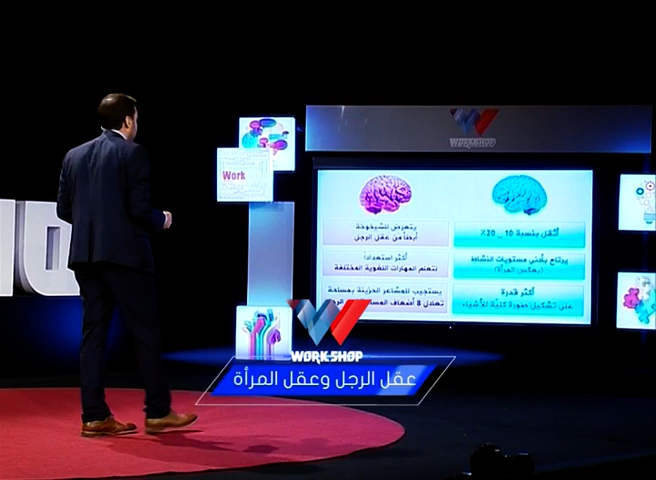 WORKSHOP
Work
أثقل بنسبة 10 _ 20٪
يرتاح بأدنى مستويات النشاط
(بعكس المرأة)
أكثر قدرة
على تشكيل صورة كليّة للأشياء
يتعرض للشيخوخة
أبطأ من عقل الرجل
أكثر استعداداً
لتعلم المهارات اللغوية المختلفة
يستجيب للمشاعر الحزينة بمساحة
تعادل 8 أضعاف
WORKSHOP
عقل الرجل وعقل المرأة